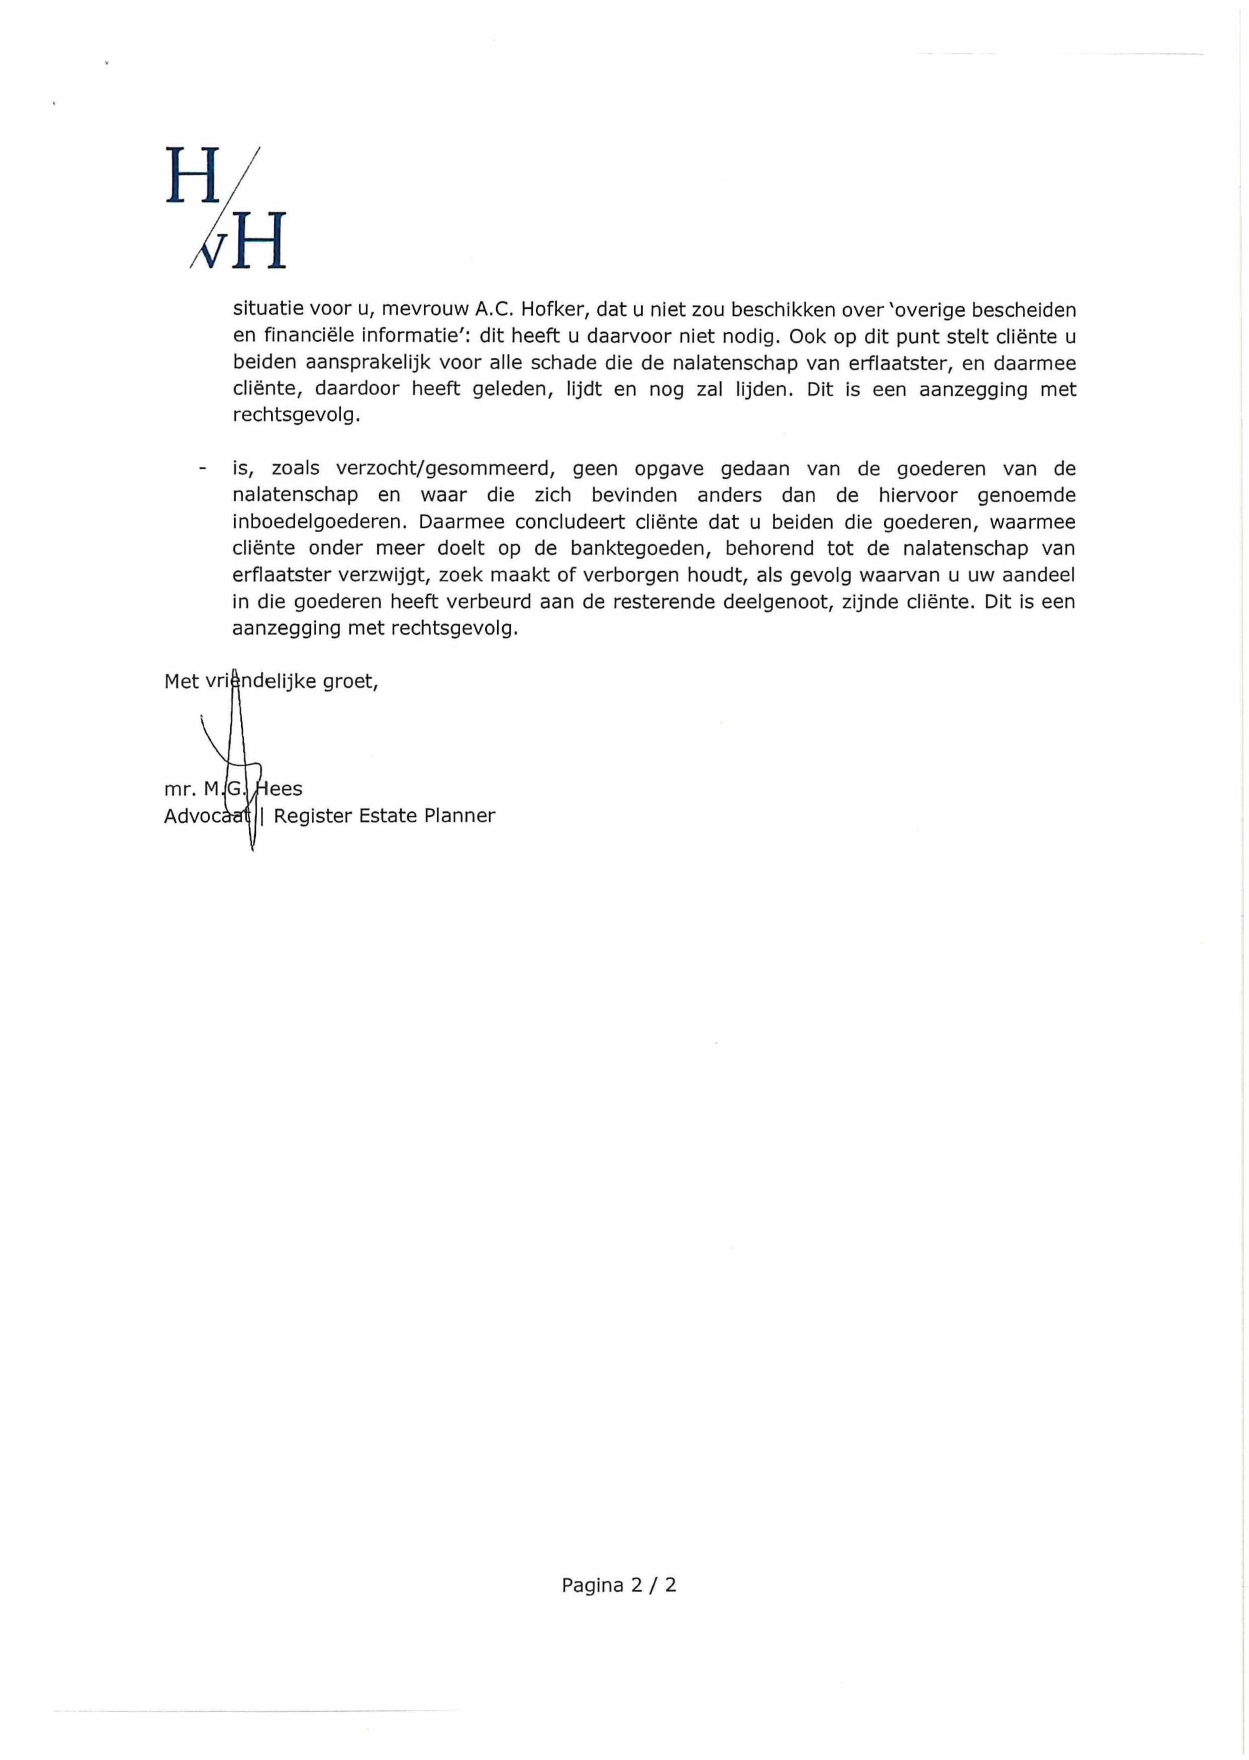 H/
vH
situatie voor u, mevrouw A.C. Hofker, dat u niet zou beschikken over ‘overige bescheiden
en financiële informatie’: dit heeft u daarvoor niet nodig. Ook op dit punt stelt cliënte u
beiden aansprakelijk voor alle schade die de nalatenschap van erflaatster, en daarmee
cliënte, daardoor heeft geleden, lijdt en nog zal lijden. Dit is een aanzegging met
rechtsgevolg.
- is, zoals verzocht/gesommeerd, geen opgave gedaan van de goederen van de
nalatenschap en waar die zich bevinden anders dan de hiervoor genoemde
inboedelgoederen. Daarmee concludeert cliënte dat u beiden die goederen, waarmee
cliënte onder meer doelt op de banktegoeden, behorend tot de nalatenschap van
erflaatster verzwijgt, zoek maakt of verborgen houdt, als gevolg waarvan u uw aandeel
in die goederen heeft verbeurd aan de resterende deelgenoot, zijnde cliënte. Dit is een
aanzegging met rechtsgevolg.
Met vriendelijke groet,
mr. M.G. Hees
Advocaat | Register Estate Planner
Pagina 2 / 2